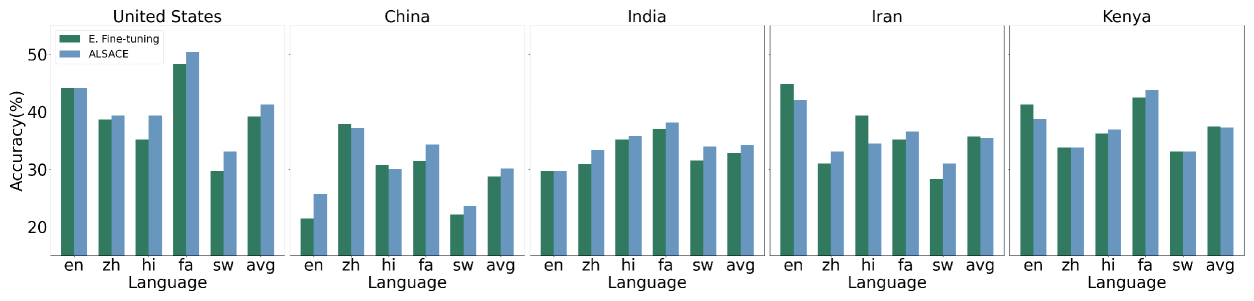 United States
China
India
Iran
Kenya
E. Fine-tuning
ALSACE
Accuracy(%)
50
40
30
20
en zh hi fa sw avg
en zh hi fa sw avg
en zh hi fa sw avg
en zh hi fa sw avg
en zh hi fa sw avg
Language
Language
Language
Language
Language